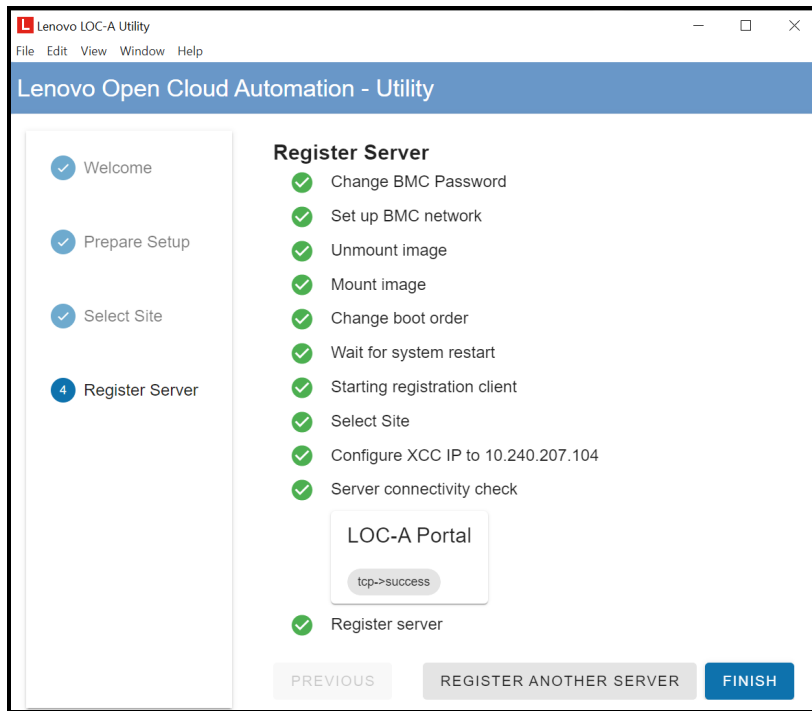 L Lenovo LOC-A Utility
File Edit View Window Help
Lenovo Open Cloud Automation - Utility
Welcome
Prepare Setup
Select Site
4 Register Server
Register Server
Change BMC Password
Set up BMC network
Unmount image
Mount image
Change boot order
Wait for system restart
Starting registration client
Select Site
Configure XCC IP to 10.240.207.104
Server connectivity check
LOC-A Portal
tcp->success
Register server
PREVIOUS REGISTER ANOTHER SERVER FINISH